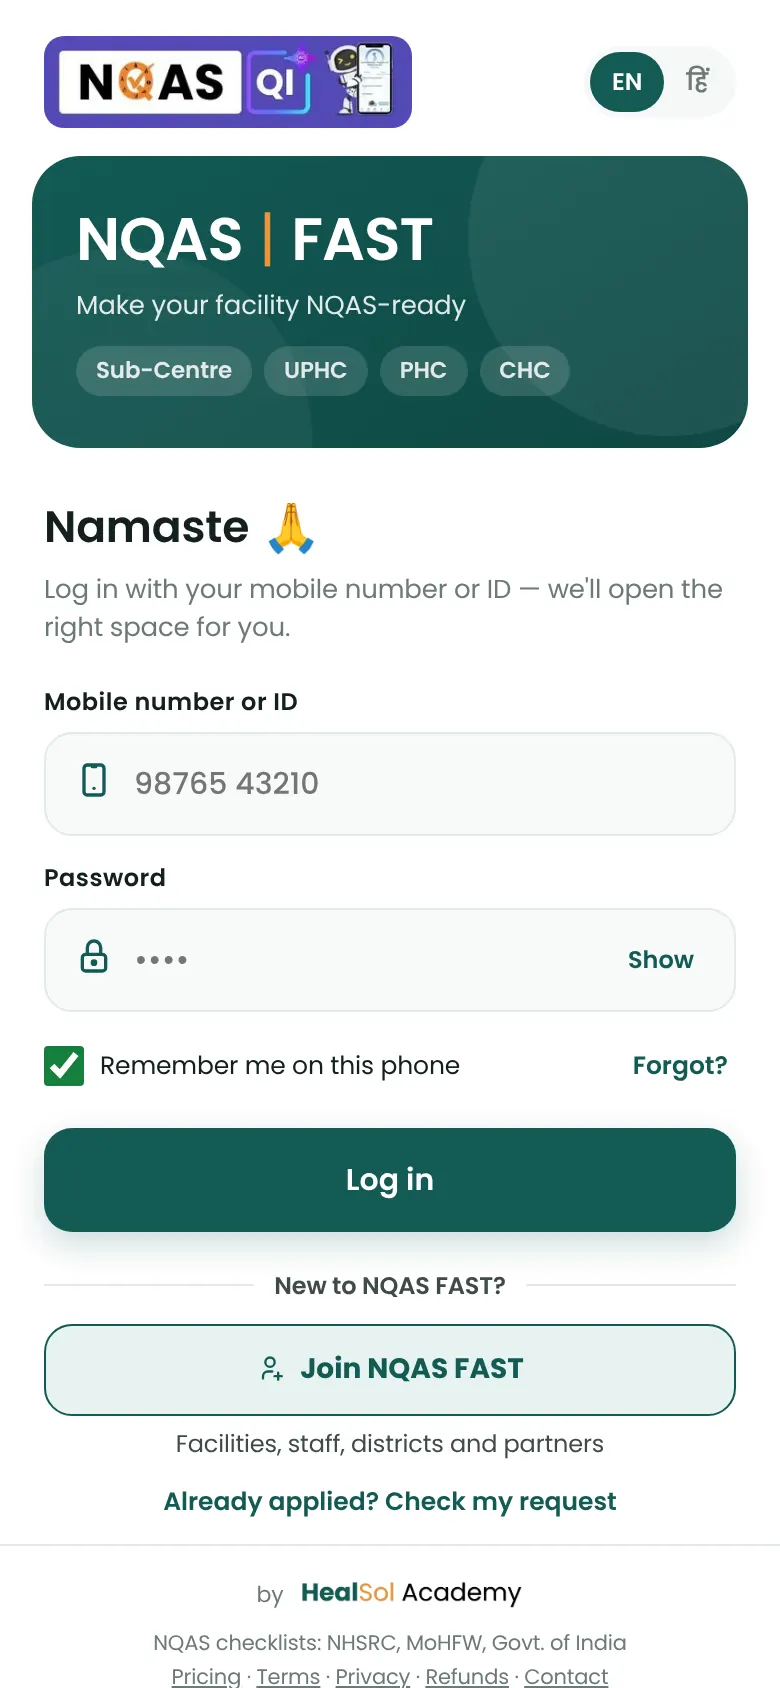 NQAS QI
EN हिं
NQAS | FAST
Make your facility NQAS-ready
Sub-Centre UPHC PHC CHC
Namaste 🙏
Log in with your mobile number or ID — we'll open the
right space for you.
Mobile number or ID
98765 43210
Password
••••
Show
Remember me on this phone
Forgot?
Log in
New to NQAS FAST?
Join NQAS FAST
Facilities, staff, districts and partners
Already applied? Check my request
by HealSol Academy
NQAS checklists: NHSRC, MoHFW, Govt. of India
Pricing · Terms · Privacy · Refunds · Contact